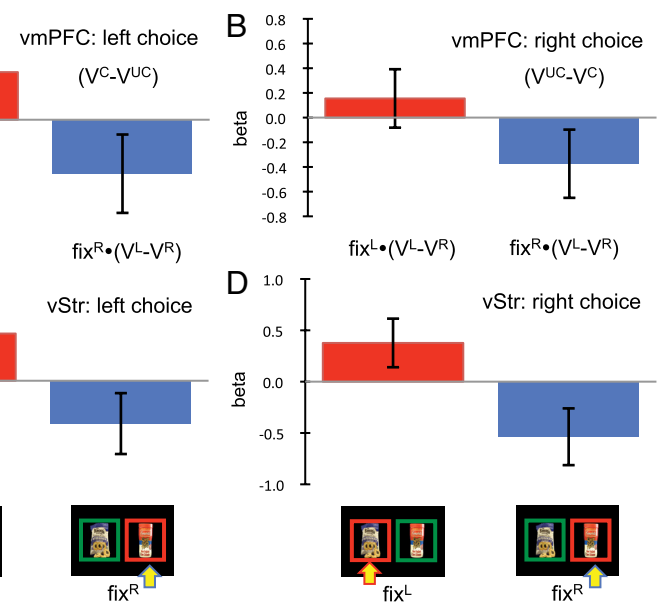 vmPFC: left choice
(V^C-V^UC)
fix^R•(V^L-V^R)
vStr: left choice
fix^R
B
vmPFC: right choice
(V^UC-V^C)
beta
0.8
0.6
0.4
0.2
0.0
-0.2
-0.4
-0.6
-0.8
fix^L•(V^L-V^R) fix^R•(V^L-V^R)
D
vStr: right choice
beta
1.0
0.5
0.0
-0.5
-1.0
fix^L fix^R